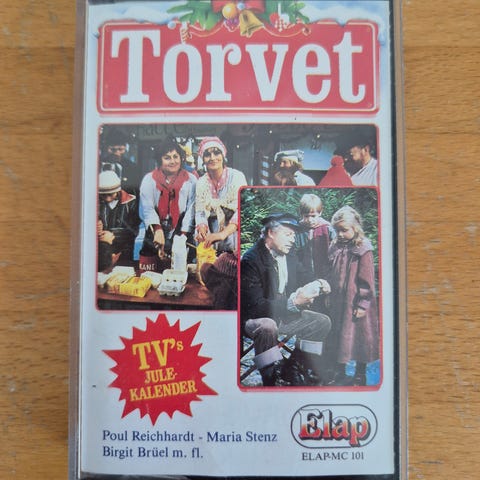 Torvet
TV's
JULE-
KALENDER
Poul Reichhardt - Maria Stenz
Birgit Brüel m. fl.
Elap
ELAP-MC 101